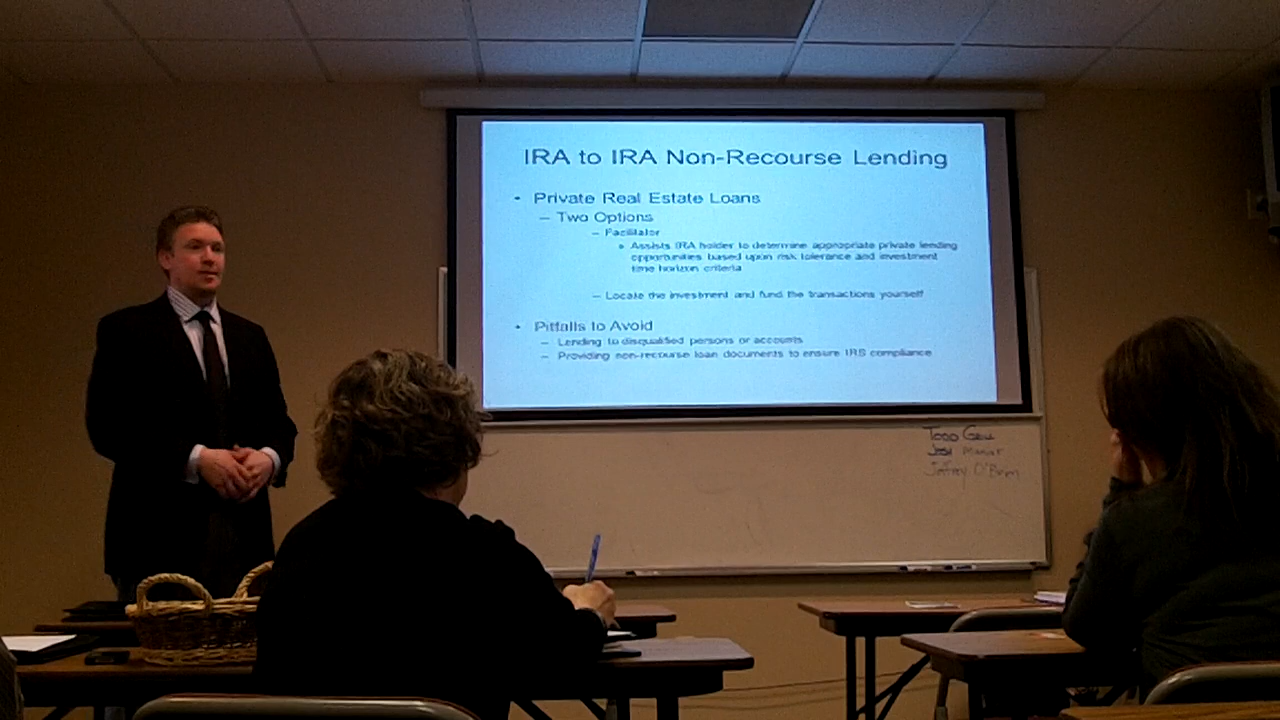 IRA to IRA Non-Recourse Lending
• Private Real Estate Loans
– Two Options
– Facilitator
» Assists IRA holder to determine appropriate private lending
opportunities based upon risk tolerance and investment
time horizon criteria
– Locate the investment and fund the transactions yourself
• Pitfalls to Avoid
– Lending to disqualified persons or accounts
– Providing non-recourse loan documents to ensure IRS compliance
Todd
Jeffrey O'Brien